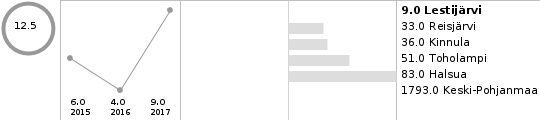 12.5
6.0 4.0 9.0
2015 2016 2017
9.0 Lestijärvi
33.0 Reisjärvi
36.0 Kinnula
51.0 Toholampi
83.0 Halsua
1793.0 Keski-Pohjanmaa